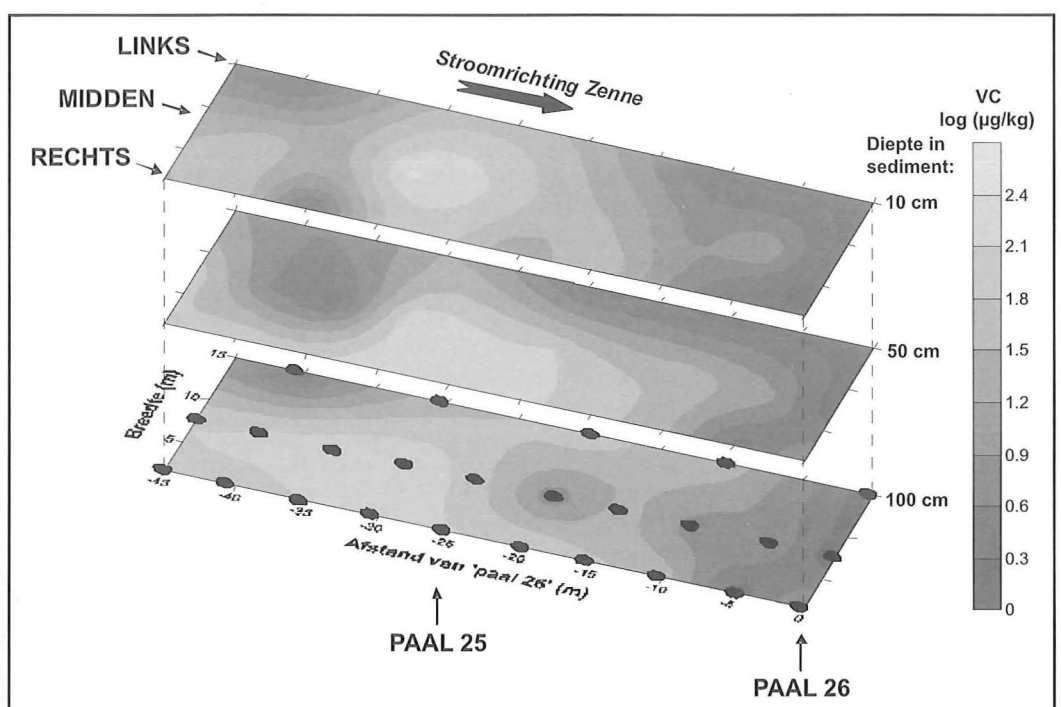 LINKS
MIDDEN
RECHTS
Stroomrichting Zenne
VC
log (µg/kg)
Diepte in
sediment:
10 cm
50 cm
100 cm
2.4
2.1
1.8
1.5
1.2
0.9
0.6
0.3
0
15
10
5
Breedte (m)
-45
-40
-35
-30
-25
-20
-15
-10
-5
0
Afstand van 'paal 26' (m)
PAAL 25
PAAL 26